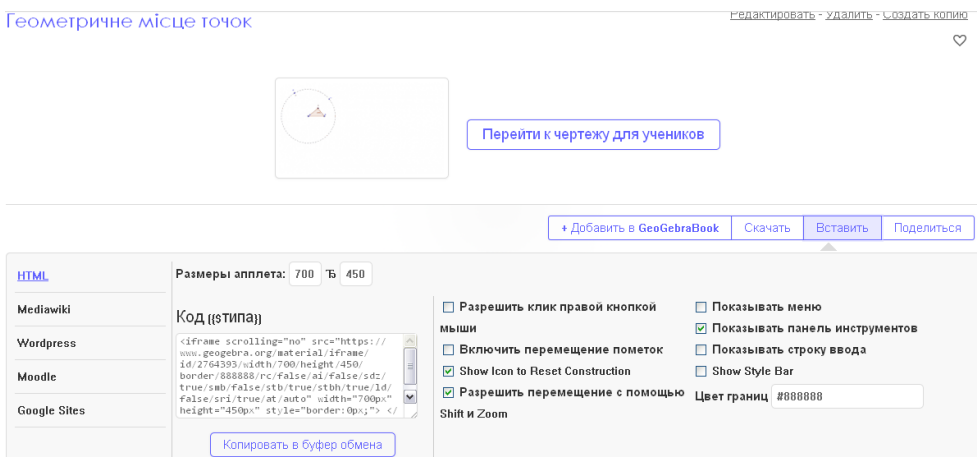 Геометричне місце точок
Редактировать - Удалить - Создать копию
Перейти к чертежу для учеников
+ Добавить в GeoGebraBook
Скачать
Вставить
Поделиться
HTML
Mediawiki
Wordpress
Moodle
Google Sites
Размеры апплета: 700 Ђ 450
Код {{$типа}}
<iframe scrolling="no" src="https://
www.geogebra.org/material/iframe/
id/2764393/width/700/height/450/
border/888888/rc/false/ai/false/sdz/
true/smb/false/stb/true/stbh/true/ld/
false/sri/true/at/auto" width="700px"
height="450px" style="border:0px;"> </
Копировать в буфер обмена
Разрешить клик правой кнопкой
мыши
Включить перемещение пометок
Show Icon to Reset Construction
Разрешить перемещение с помощью
Shift и Zoom
Показывать меню
Показывать панель инструментов
Показывать строку ввода
Show Style Bar
Цвет границ #888888